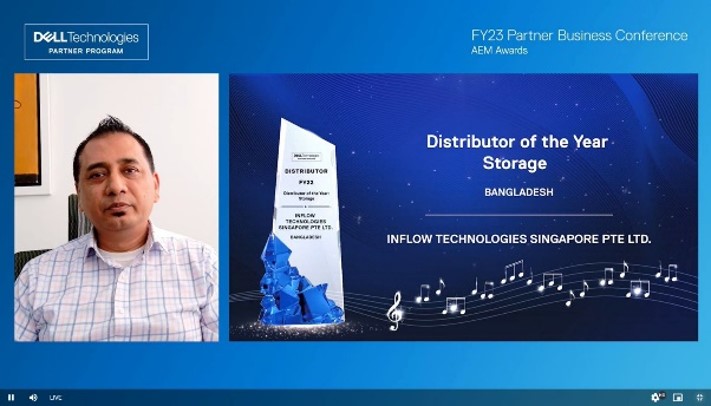 DELLTechnologies
PARTNER PROGRAM
FY23 Partner Business Conference
AEM Awards
DELLTechnologies
DISTRIBUTOR
FY23
Distributor of the Year
Storage
INFLOW
TECHNOLOGIES
SINGAPORE PTE LTD.
BANGLADESH
Distributor of the Year
Storage
BANGLADESH
INFLOW TECHNOLOGIES SINGAPORE PTE LTD.
LIVE